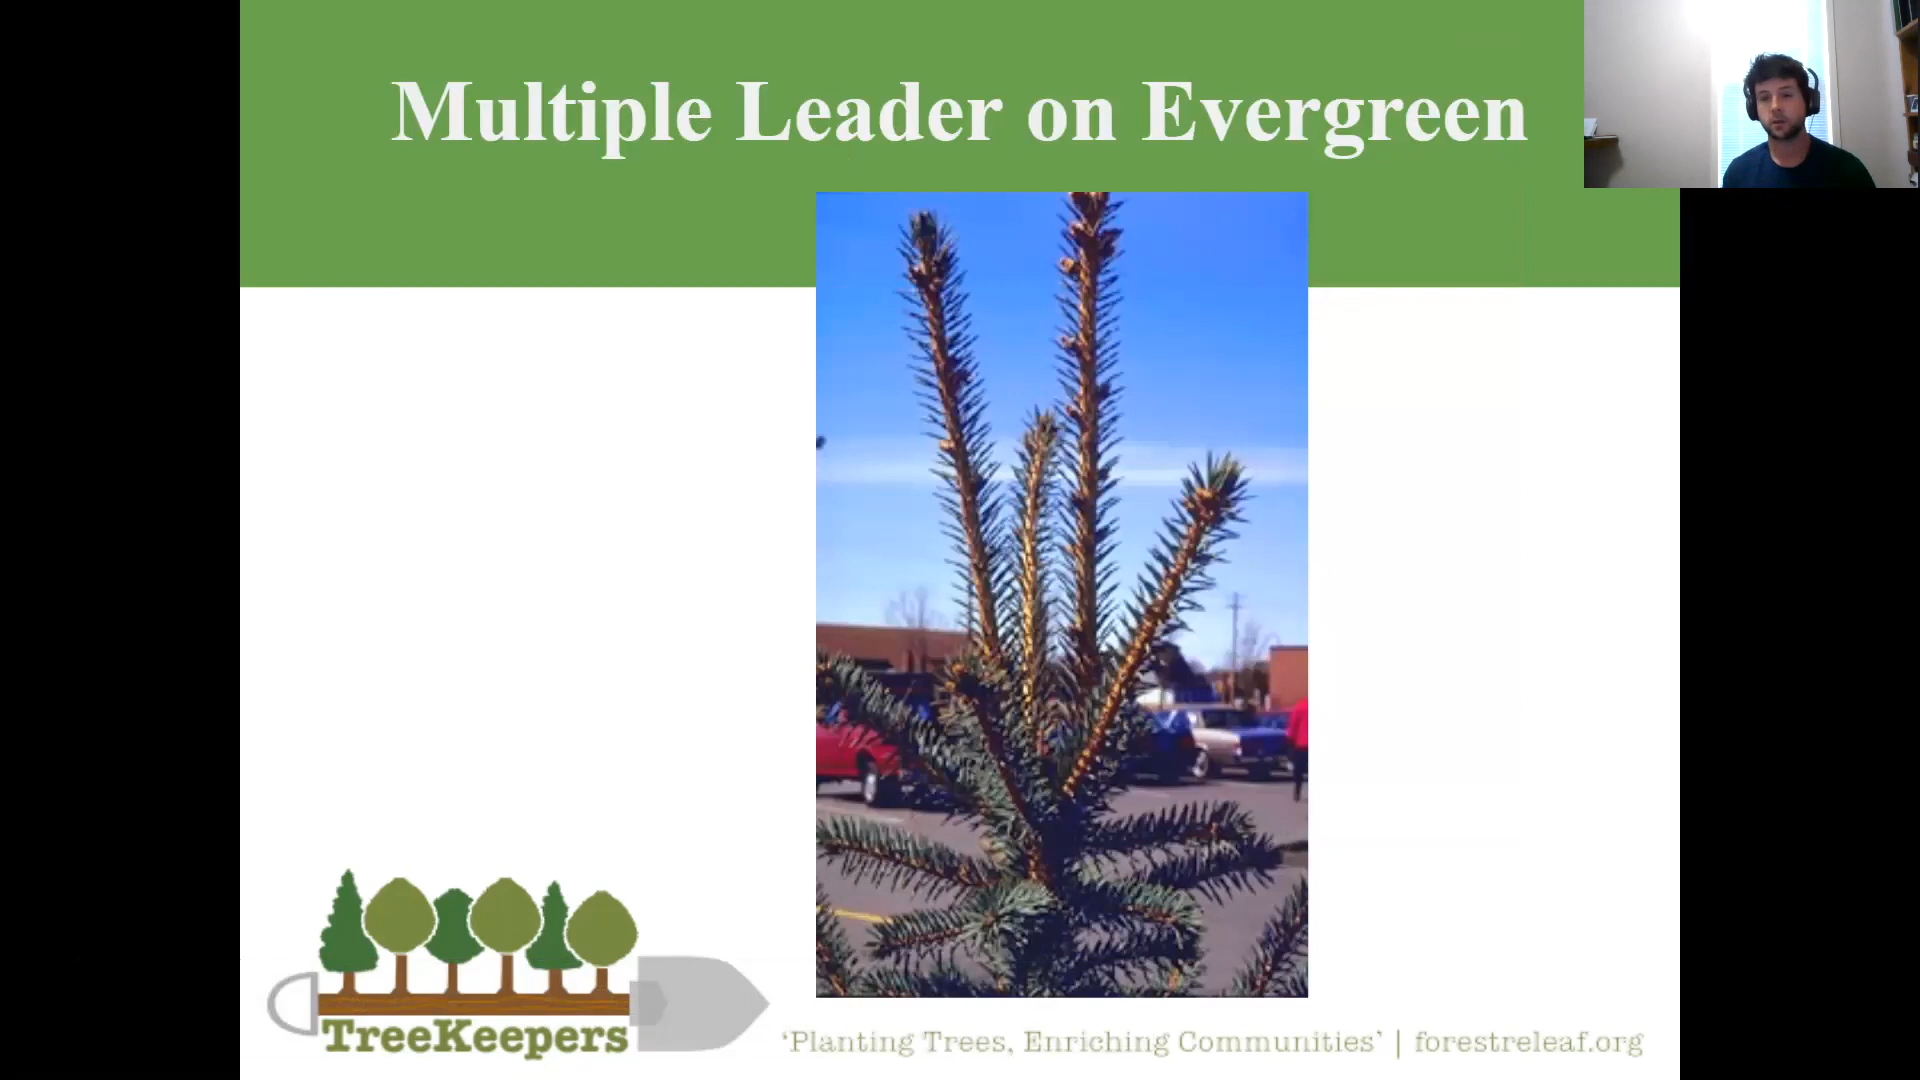 Multiple Leader on Evergreen
TreeKeepers
‘Planting Trees, Enriching Communities’ | forestreleaf.org